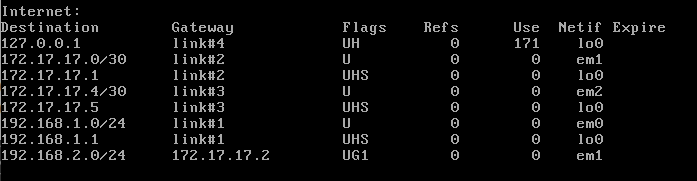 Internet:
Destination Gateway Flags Refs Use Netif Expire
127.0.0.1 link#4 UH 0 171 lo0
172.17.17.0/30 link#2 U 0 0 em1
172.17.17.1 link#2 UHS 0 0 lo0
172.17.17.4/30 link#3 U 0 0 em2
172.17.17.5 link#3 UHS 0 0 lo0
192.168.1.0/24 link#1 U 0 0 em0
192.168.1.1 link#1 UHS 0 0 lo0
192.168.2.0/24 172.17.17.2 UG1 0 0 em1